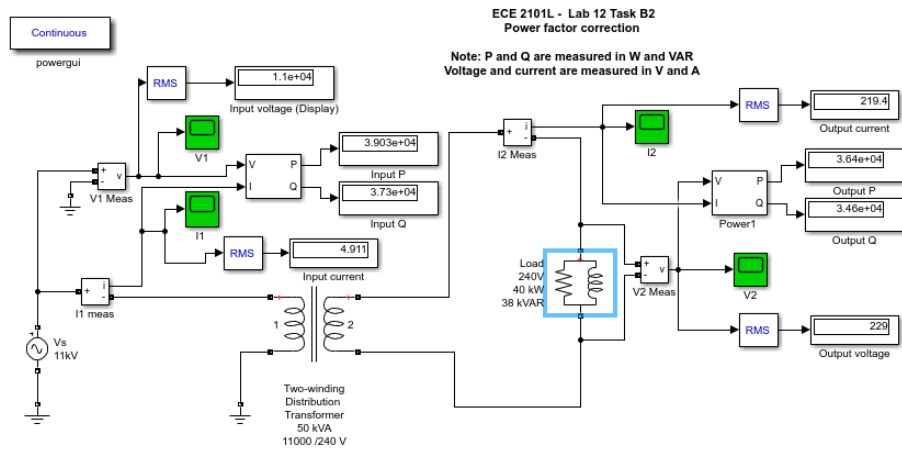 ECE 2101L - Lab 12 Task B2
Power factor correction
Note: P and Q are measured in W and VAR
Voltage and current are measured in V and A
Continuous
powergui
RMS
1.1e+04
Input voltage (Display)
V1
+
-
v
V1 Meas
V
I
P
Q
3.903e+04
Input P
3.73e+04
Input Q
I1
RMS
4.911
Input current
+
i
-
I1 meas
Vs
11kV
1
2
Two-winding
Distribution
Transformer
50 kVA
11000 /240 V
+
i
-
I2 Meas
I2
RMS
219.4
Output current
V
I
P
Q
Power1
3.64e+04
Output P
3.46e+04
Output Q
Load
240V
40 kW
38 kVAR
+
-
v
V2 Meas
V2
RMS
229
Output voltage